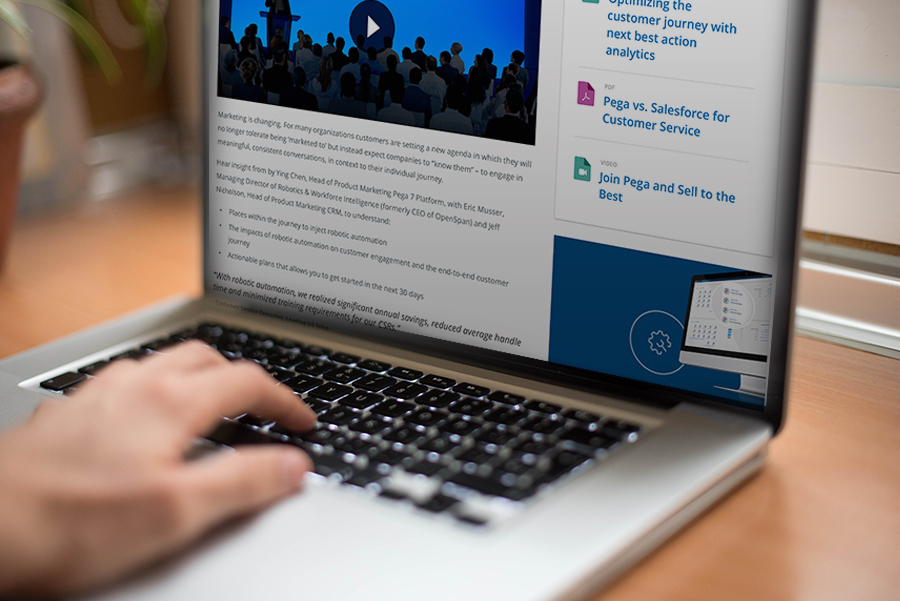 Marketing is changing. For many organizations customers are setting a new agenda in which they will
no longer tolerate being 'marketed to' but instead expect companies to "know them" – to engage in
meaningful, consistent conversations, in context to their individual journey.
Hear insight from by Ying Chen, Head of Product Marketing Pega 7 Platform, with Eric Musser,
Managing Director of Robotics & Workforce Intelligence (formerly CEO of OpenSpan) and Jeff
Nicholson, Head of Product Marketing CRM, to understand:
• Places within the journey to inject robotic automation
• The impacts of robotic automation on customer engagement and the end-to-end customer
journey
• Actionable plans that allows you to get started in the next 30 days
"With robotic automation, we realized significant annual savings, reduced average handle
time and minimized training requirements for our CSRs."
Optimizing the
customer journey with
next best action
analytics
PDF
Pega vs. Salesforce for
Customer Service
VIDEO
Join Pega and Sell to the
Best